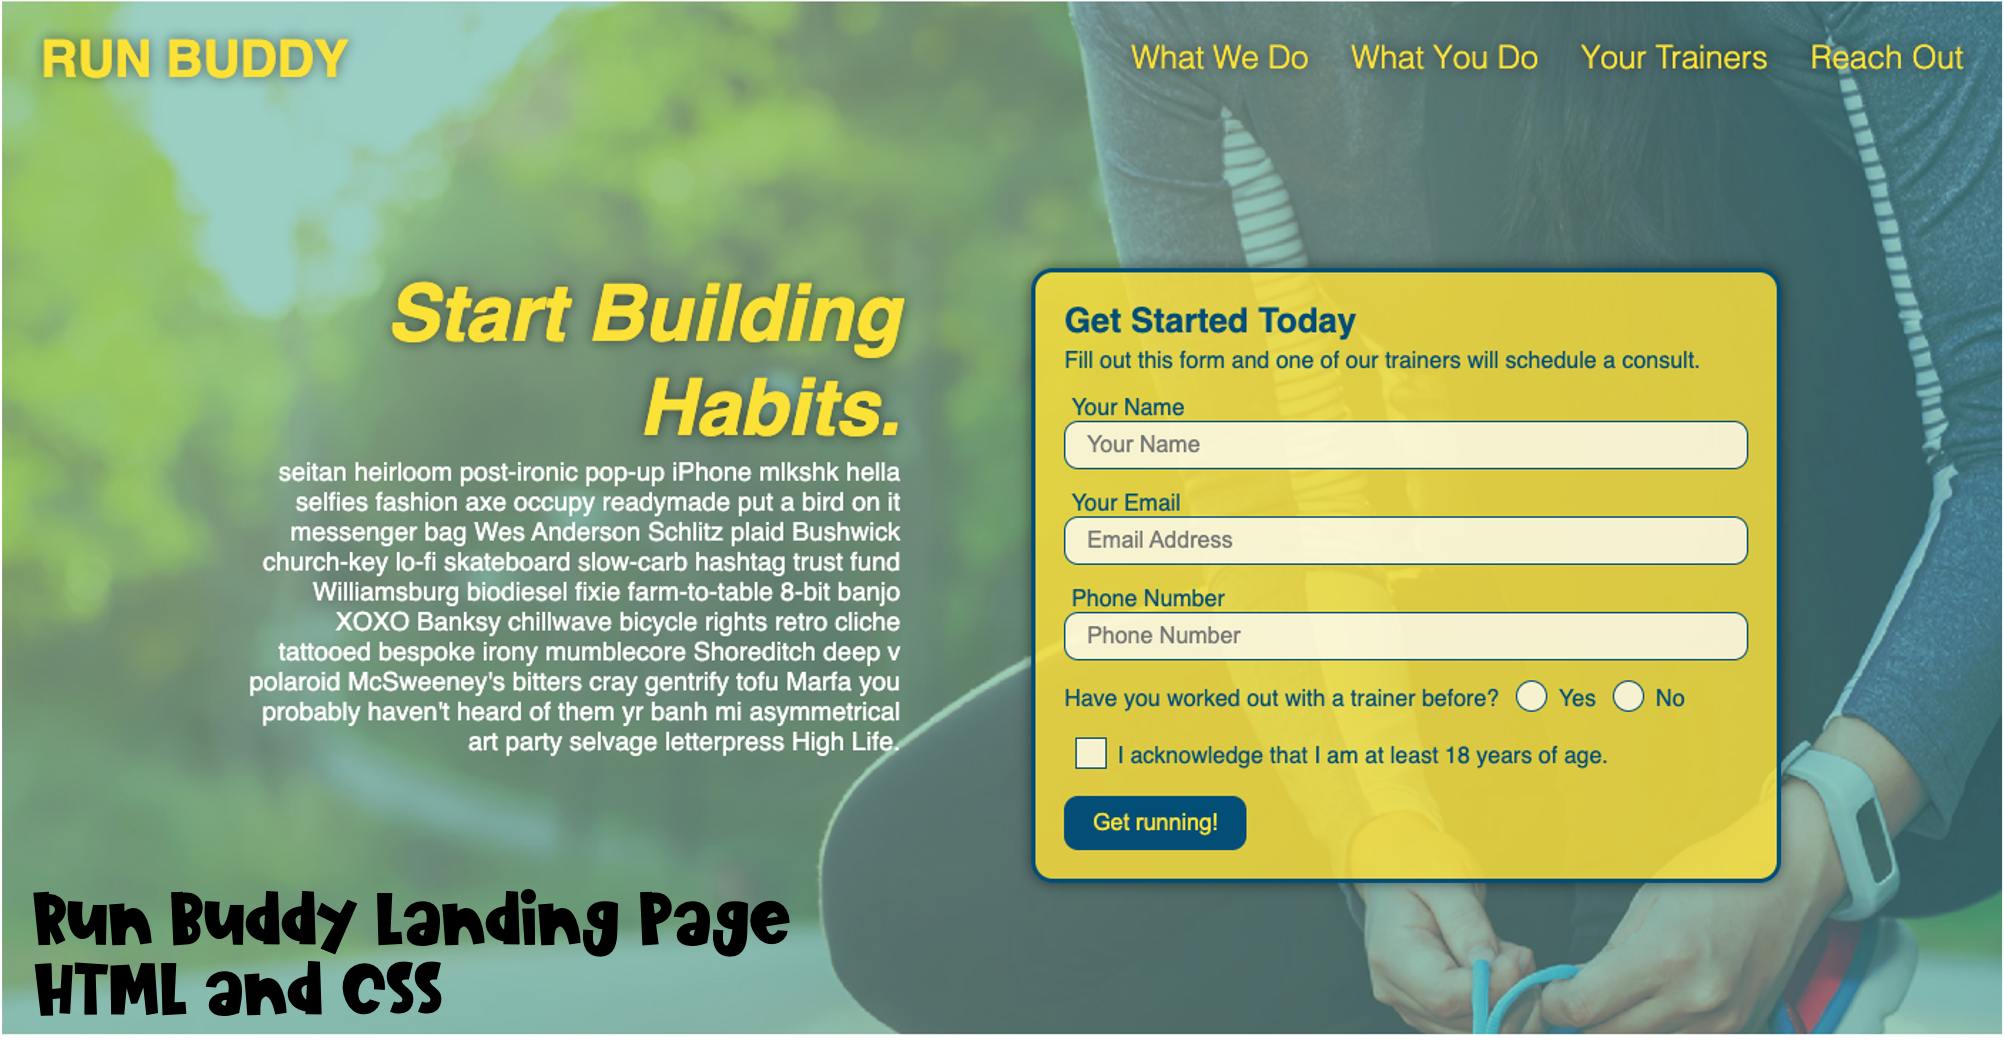 RUN BUDDY
What We Do What You Do Your Trainers Reach Out
Start Building
Habits.
seitan heirloom post-ironic pop-up iPhone mlkshk hella
selfies fashion axe occupy readymade put a bird on it
messenger bag Wes Anderson Schlitz plaid Bushwick
church-key lo-fi skateboard slow-carb hashtag trust fund
Williamsburg biodiesel fixie farm-to-table 8-bit banjo
XOXO Banksy chillwave bicycle rights retro cliche
tattooed bespoke irony mumblecore Shoreditch deep v
polaroid McSweeney's bitters cray gentrify tofu Marfa you
probably haven't heard of them yr banh mi asymmetrical
art party selvage letterpress High Life.
Get Started Today
Fill out this form and one of our trainers will schedule a consult.
Your Name
Your Name
Your Email
Email Address
Phone Number
Phone Number
Have you worked out with a trainer before? Yes No
I acknowledge that I am at least 18 years of age.
Get running!
Run Buddy Landing Page
HTML and CSS